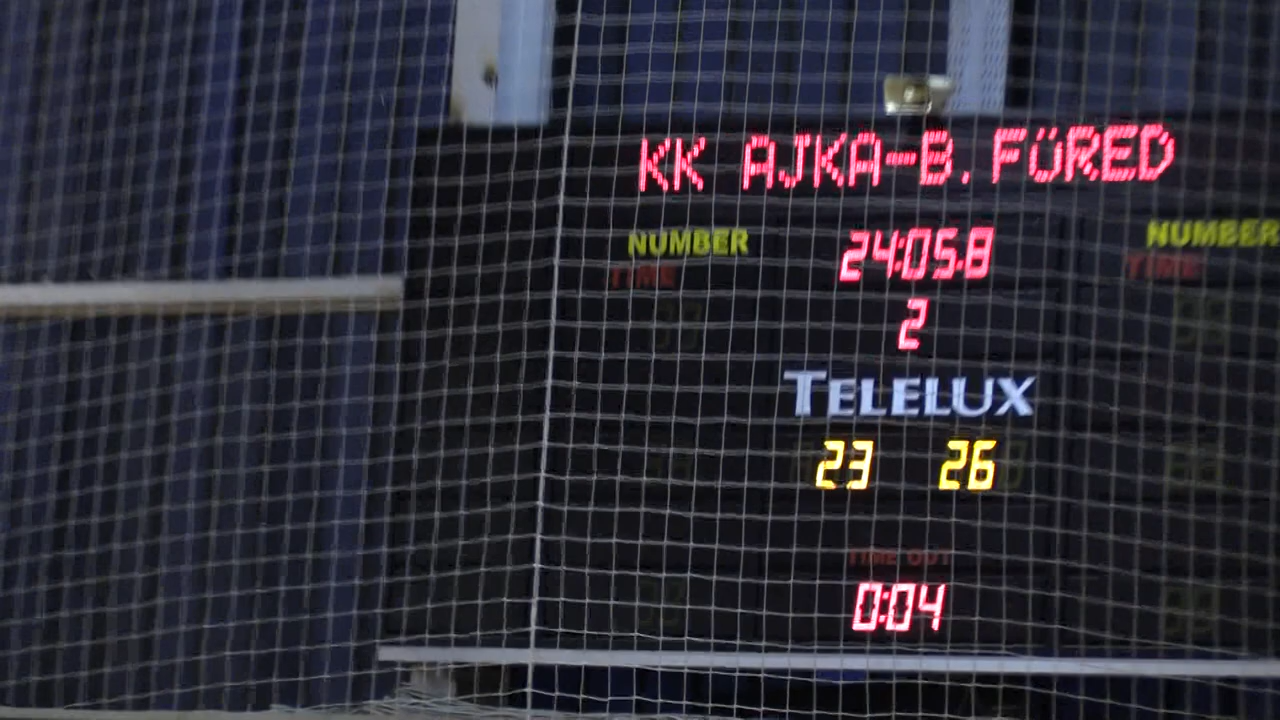 KK AJKA-B. FÜRED
NUMBER 24:05.8 NUMBER
TIME TIME
2
TELELUX
23 26
TIME OUT
0:04